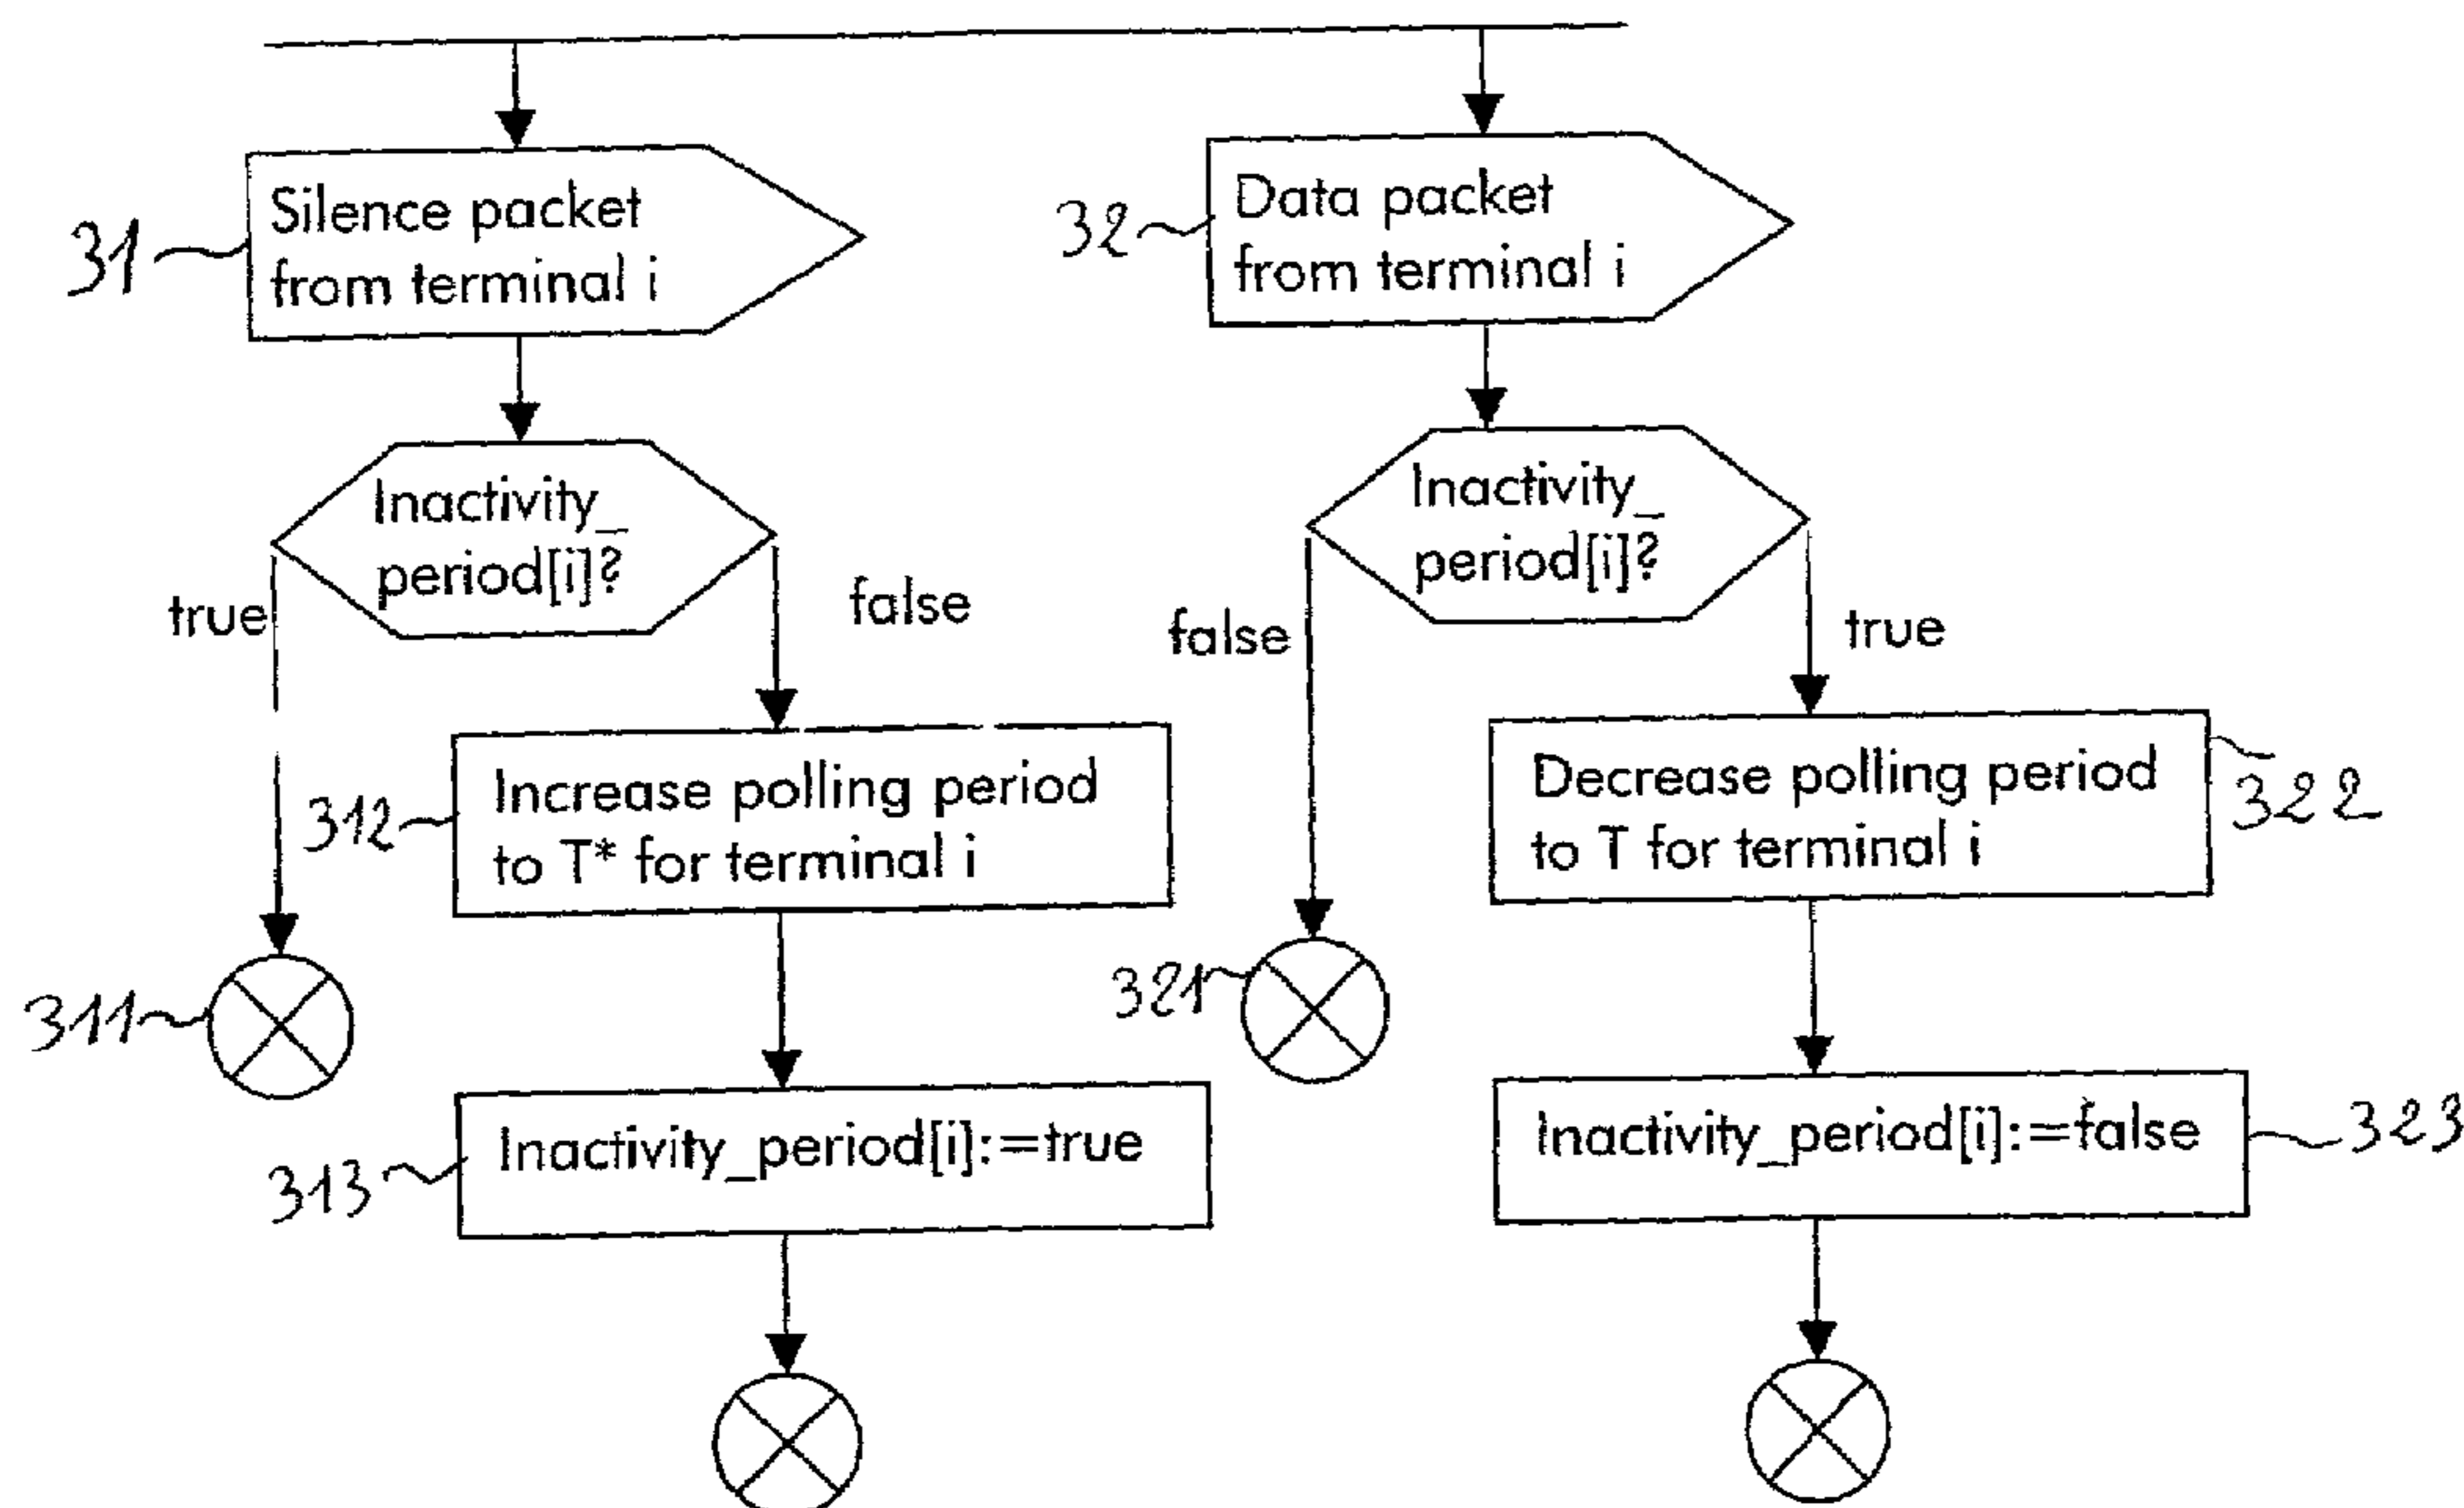 31
Silence packet
from terminal i
32
Data packet
from terminal i
Inactivity_
period[i]?
true
false
Inactivity_
period[i]?
false
true
312
Increase polling period
to T* for terminal i
Decrease polling period
to T for terminal i
322
311
321
313
Inactivity_period[i]:=true
Inactivity_period[i]:=false
323